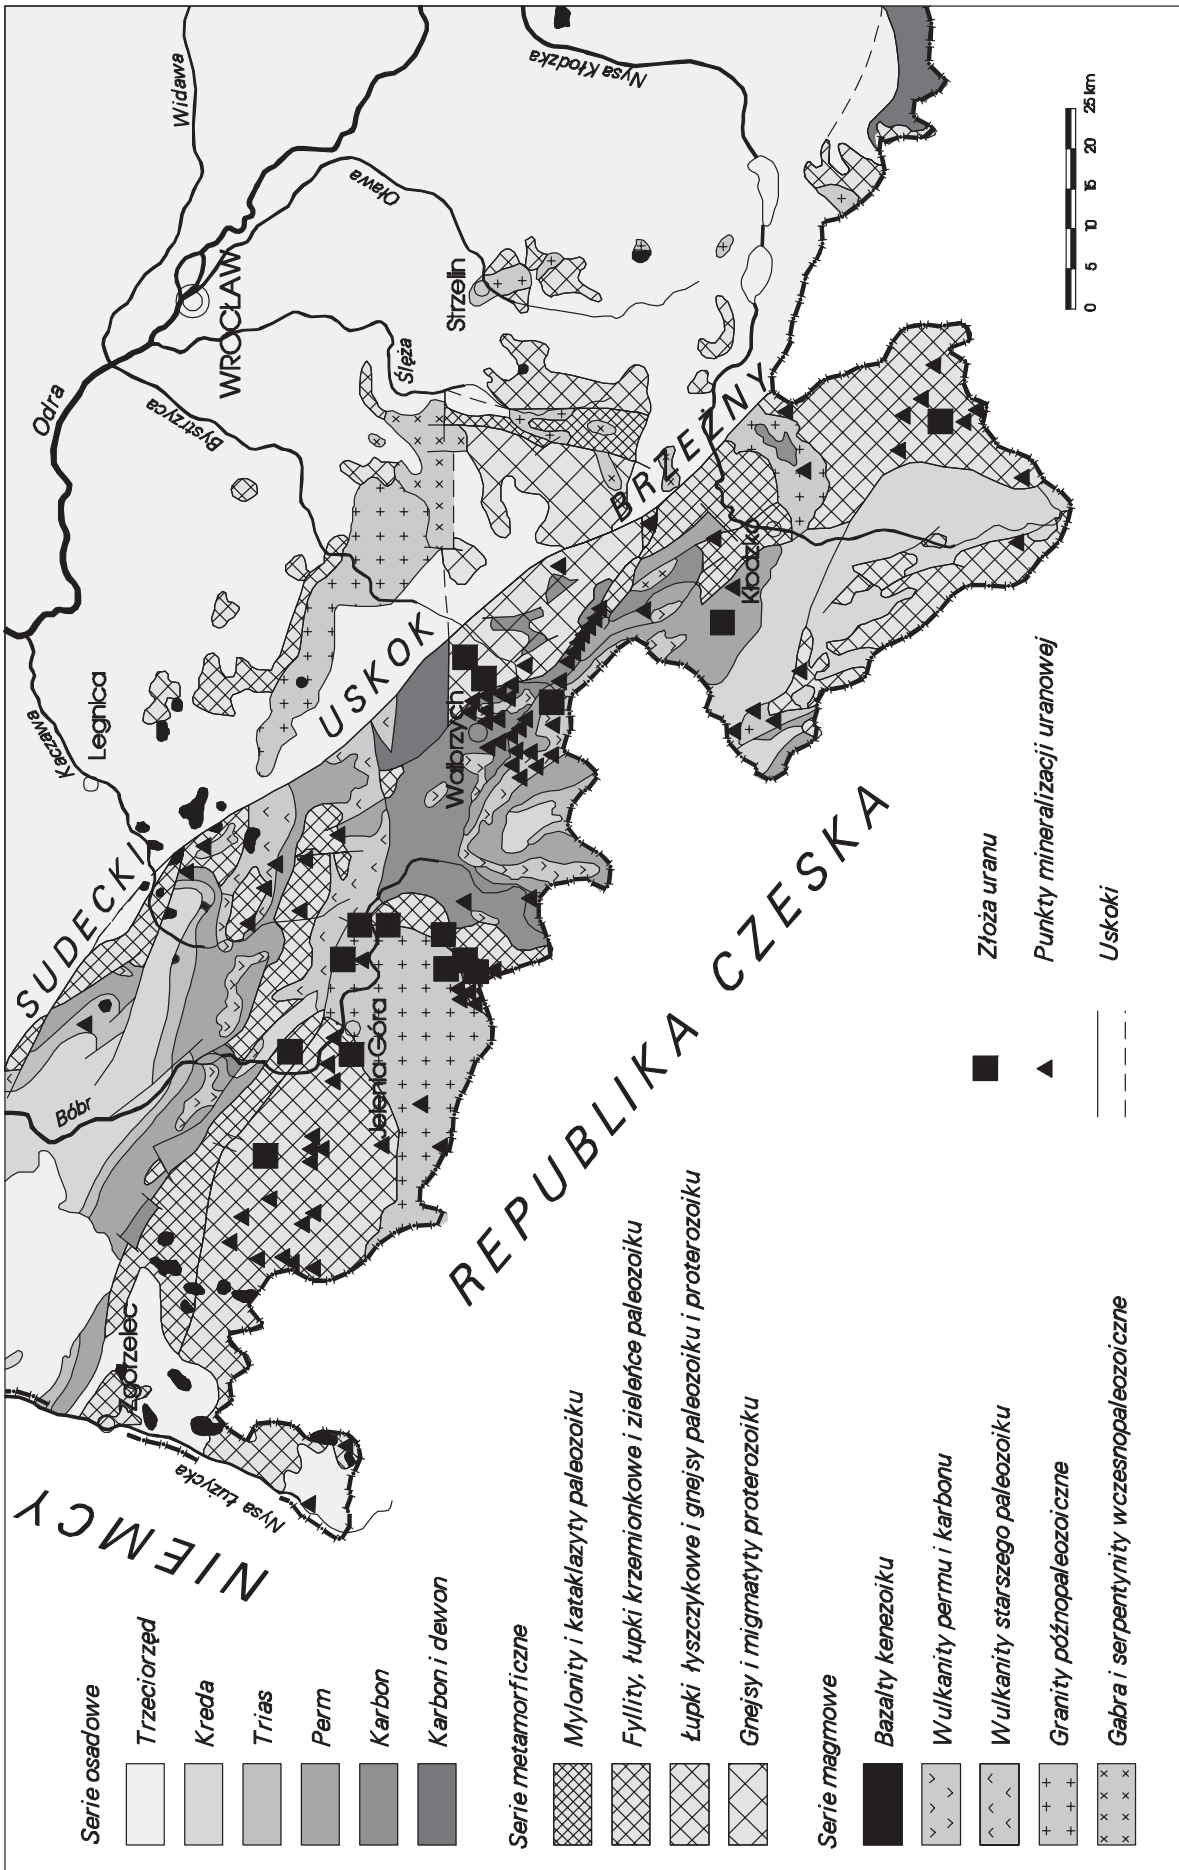 NIEMCY
REPUBLIKA CZESKA
USKOK SUDECKI BRZEŻNY
Zgorzelec
Nysa Łużycka
Bóbr
Jelenia Góra
Kaczawa
Legnica
Wałbrzych
Odra
Bystrzyca
WROCŁAW
Ślęża
Strzelin
Oława
Widawa
Nysa Kłodzka
Kłodzko
0 5 10 15 20 25 km
Serie osadowe
Trzeciorzęd
Kreda
Trias
Perm
Karbon
Karbon i dewon
Serie metamorficzne
Mylonity i kataklazyty paleozoiku
Fyllity, łupki krzemionkowe i zieleńce paleozoiku
Łupki łyszczykowe i gnejsy paleozoiku i proterozoiku
Gnejsy i migmatyty proterozoiku
Serie magmowe
Bazalty kenezoiku
Wulkanity permu i karbonu
Wulkanity starszego paleozoiku
Granity późnopaleozoiczne
Gabra i serpentynity wczesnopaleozoiczne
Złoża uranu
Punkty mineralizacji uranowej
Uskoki